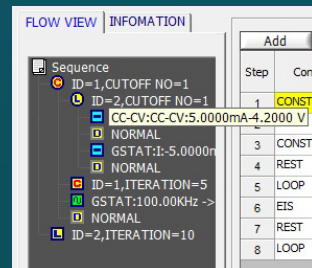 FLOW VIEW INFOMATION
Add
Sequence
Step
ID=1,CUTOFF NO=1
ID=2,CUTOFF NO=1
1 CONST
CC-CV:CC-CV:5.0000mA-4.2000 V
NORMAL
3 CONST
GSTAT:I:-5.0000m
4 REST
NORMAL
ID=1,ITERATION=5
5 LOOP
GSTAT:100.00KHz ->
6 EIS
NORMAL
7 REST
ID=2,ITERATION=10
8 LOOP